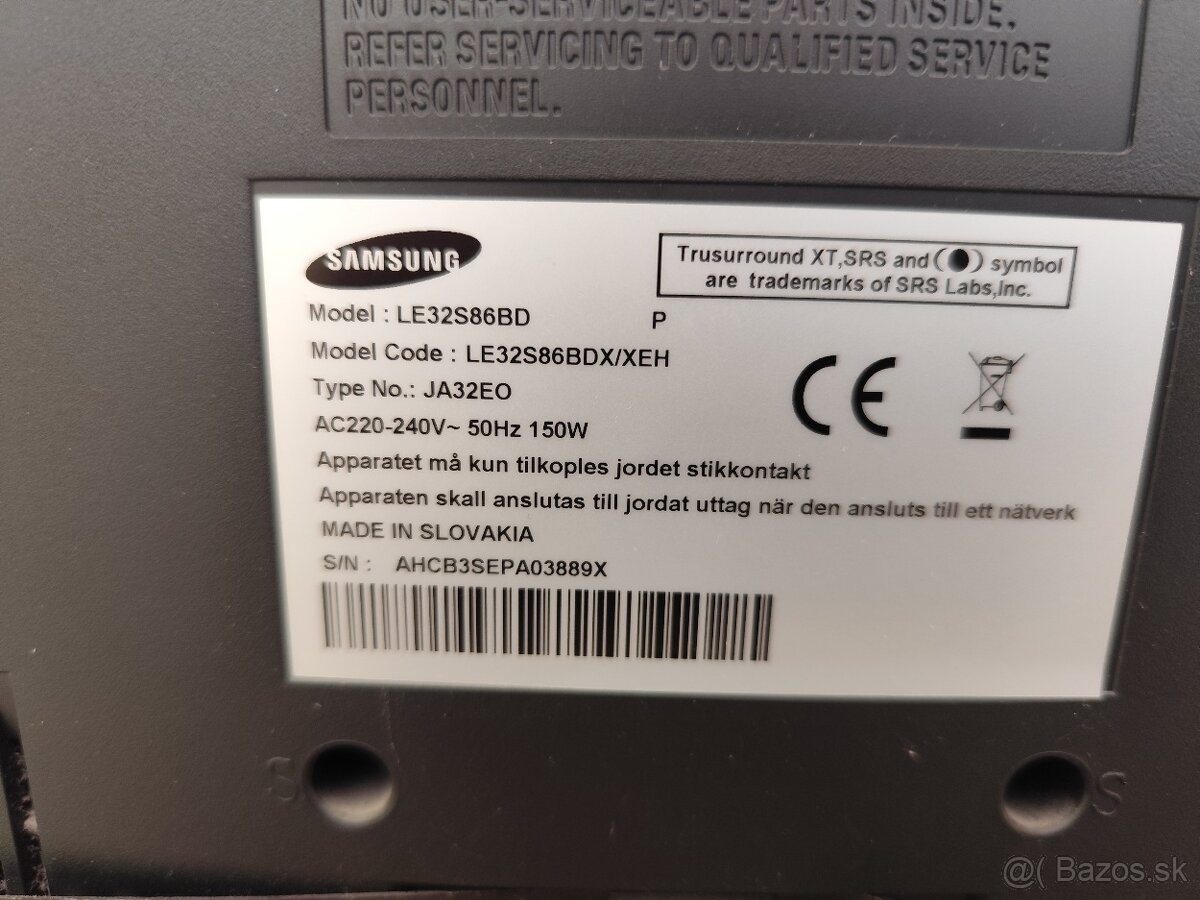 NO USER-SERVICEABLE PARTS INSIDE.
REFER SERVICING TO QUALIFIED SERVICE
PERSONNEL.
SAMSUNG
Trusurround XT,SRS and (●) symbol
are trademarks of SRS Labs,Inc.
Model : LE32S86BD P
Model Code : LE32S86BDX/XEH
Type No.: JA32EO
AC220-240V~ 50Hz 150W
Apparatet må kun tilkoples jordet stikkontakt
Apparaten skall anslutas till jordat uttag när den ansluts till ett nätverk
MADE IN SLOVAKIA
S/N : AHCB3SEPA03889X
CE
S
S
@( Bazos.sk